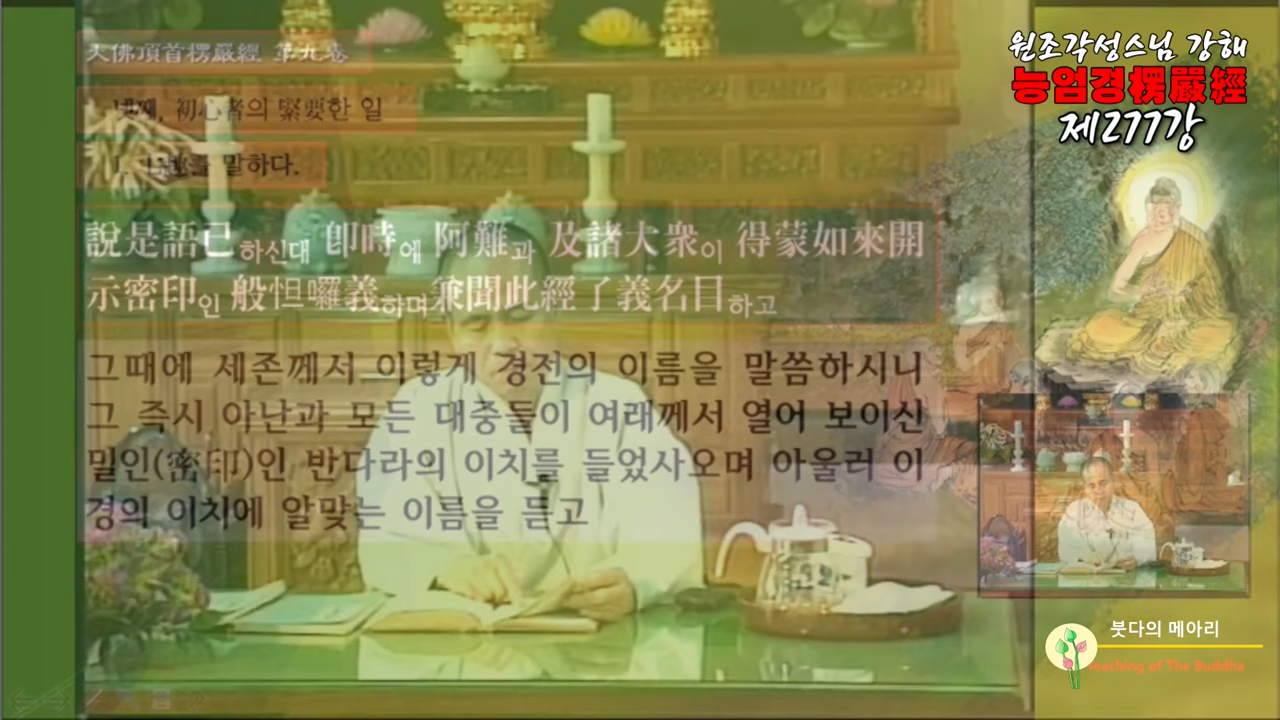 大佛頂首楞嚴經 第九卷
넷째, 初心者의 緊要한 일
말하다.
說是語已하신대 卽時에 阿難과 及諸大衆이 得蒙如來開
示密印인 般怛囉義하며 兼聞此經了義名目하고
그때에 세존께서 이렇게 경전의 이름을 말씀하시니
그 즉시 아난과 모든 대중들이 여래께서 열어 보이신
밀인(密印)인 반다라의 이치를 들었사오며 아울러 이
경의 이치에 알맞는 이름을 듣고
원조각성스님 강해
능엄경楞嚴經
제277강
붓다의 메아리
Teaching of The Buddha